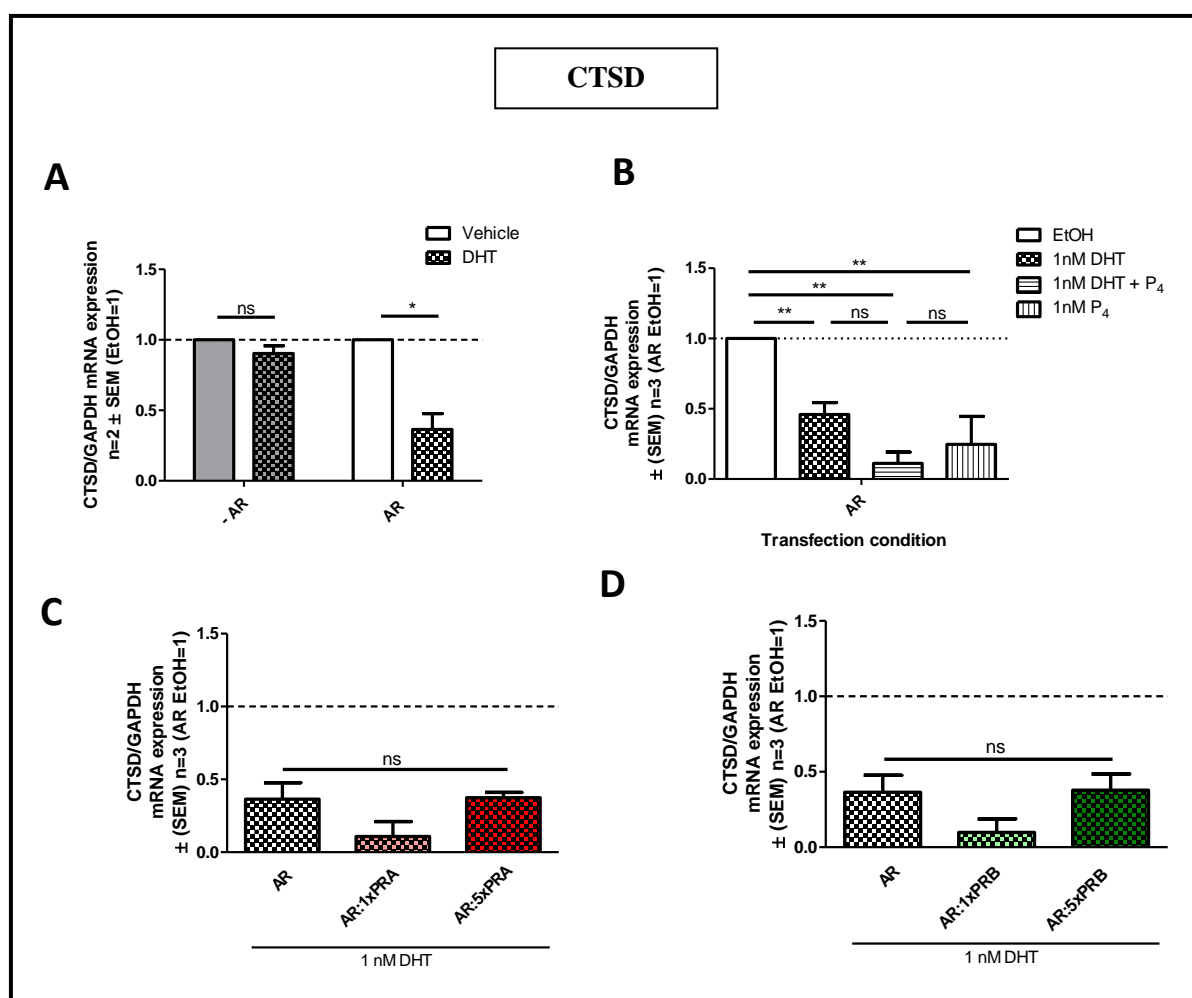 CTSD
A
CTSD/GAPDH mRNA expression
n=2 ± SEM (EtOH=1)
Vehicle
DHT
1.5
1.0
0.5
0.0
ns
*
- AR
AR
B
CTSD/GAPDH
mRNA expression
± (SEM) n=3 (AR EtOH=1)
EtOH
1nM DHT
1nM DHT + P₄
1nM P₄
1.5
1.0
0.5
0.0
**
**
**
ns
ns
AR
Transfection condition
C
CTSD/GAPDH
mRNA expression
± (SEM) n=3 (AR EtOH=1)
1.5
1.0
0.5
0.0
ns
AR
AR:1xPRA
AR:5xPRA
1 nM DHT
D
CTSD/GAPDH
mRNA expression
± (SEM) n=3 (AR EtOH=1)
1.5
1.0
0.5
0.0
ns
AR
AR:1xPRB
AR:5xPRB
1 nM DHT